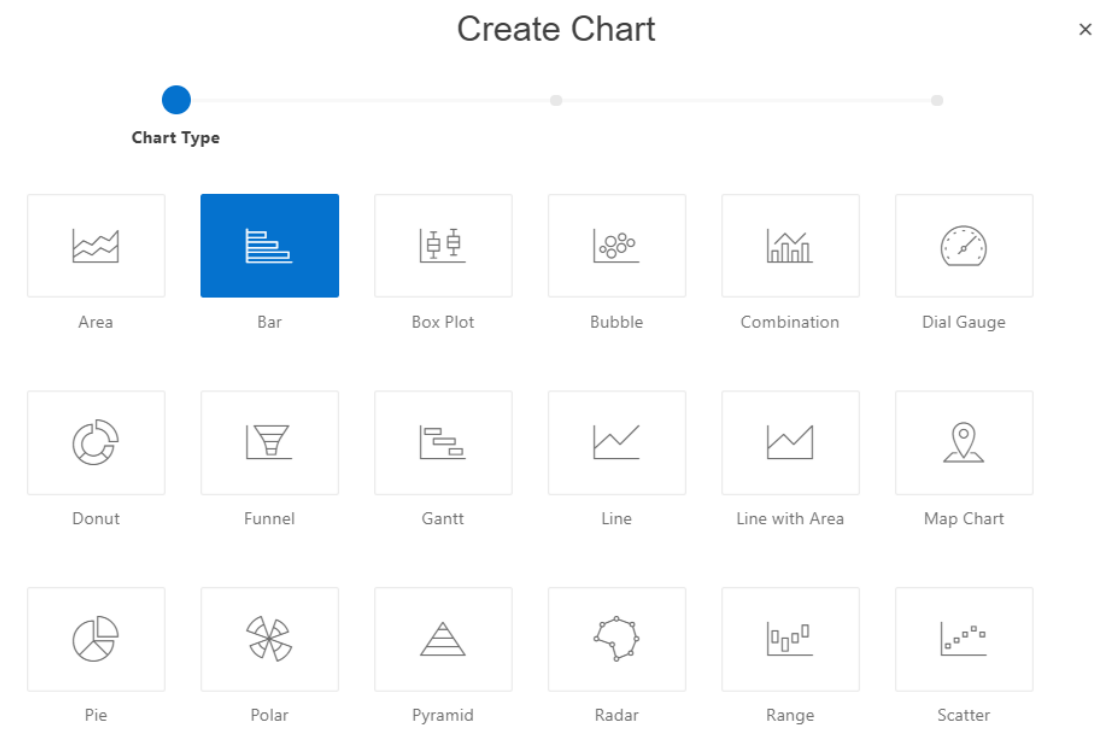 Create Chart
×
Chart Type
Area Bar Box Plot Bubble Combination Dial Gauge
Donut Funnel Gantt Line Line with Area Map Chart
Pie Polar Pyramid Radar Range Scatter